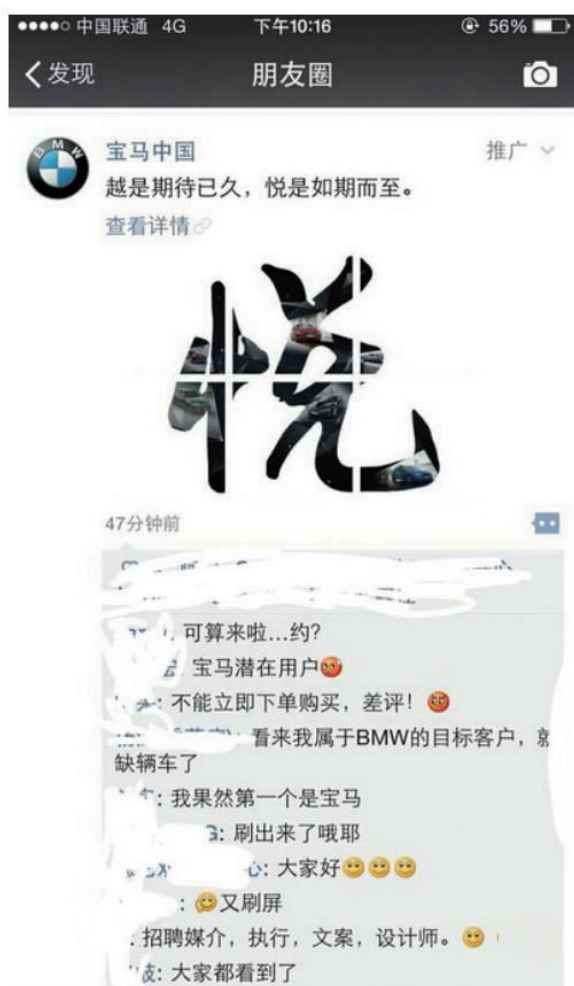 中国联通 4G 下午10:16 56%
发现 朋友圈
BMW
宝马中国 推广
越是期待已久，悦是如期而至。
查看详情
悦
47分钟前
可算来啦...约?
宝马潜在用户
不能立即下单购买，差评！
看来我属于BMW的目标客户，就
缺辆车了
：我果然第一个是宝马
G: 刷出来了哦耶
心: 大家好
：又刷屏
：招聘媒介，执行，文案，设计师。
：大家都看到了